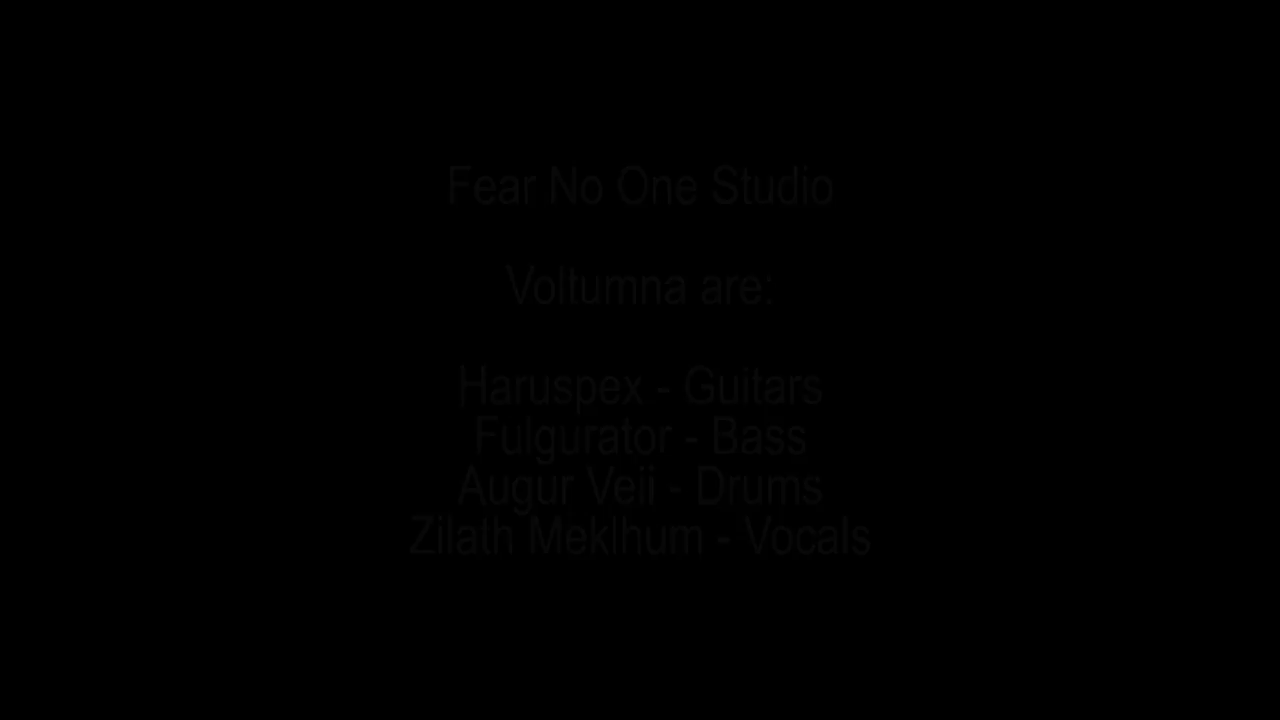 Fear No One Studio
Voltumna are:
Haruspex - Guitars
Fulgurator - Bass
Augur Veii - Drums
Zilath Meklhum - Vocals